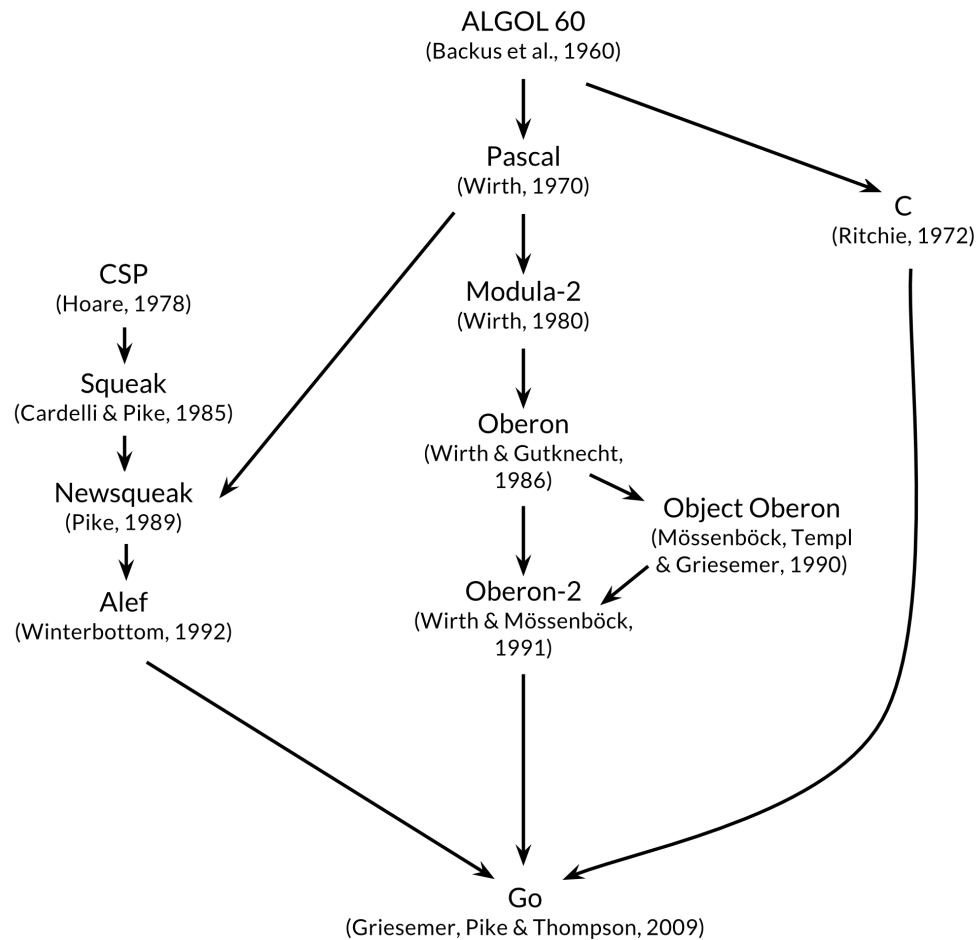 ALGOL 60
(Backus et al., 1960)
Pascal
(Wirth, 1970)
C
(Ritchie, 1972)
CSP
(Hoare, 1978)
Modula-2
(Wirth, 1980)
Squeak
(Cardelli & Pike, 1985)
Oberon
(Wirth & Gutknecht,
1986)
Newsqueak
(Pike, 1989)
Object Oberon
(Mössenböck, Templ
& Griesemer, 1990)
Oberon-2
(Wirth & Mössenböck,
1991)
Alef
(Winterbottom, 1992)
Go
(Griesemer, Pike & Thompson, 2009)